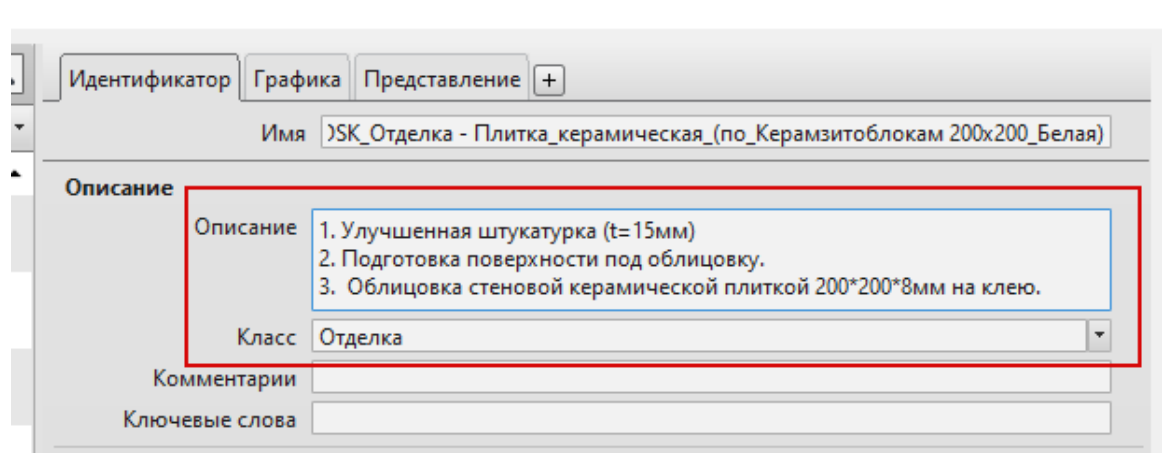 Идентификатор Графика Представление +
Имя SK_Отделка - Плитка_керамическая_(по_Керамзитоблокам 200x200_Белая)
Описание
Описание 1. Улучшенная штукатурка (t=15мм)
2. Подготовка поверхности под облицовку.
3. Облицовка стеновой керамической плиткой 200*200*8мм на клею.
Класс Отделка
Комментарии
Ключевые слова